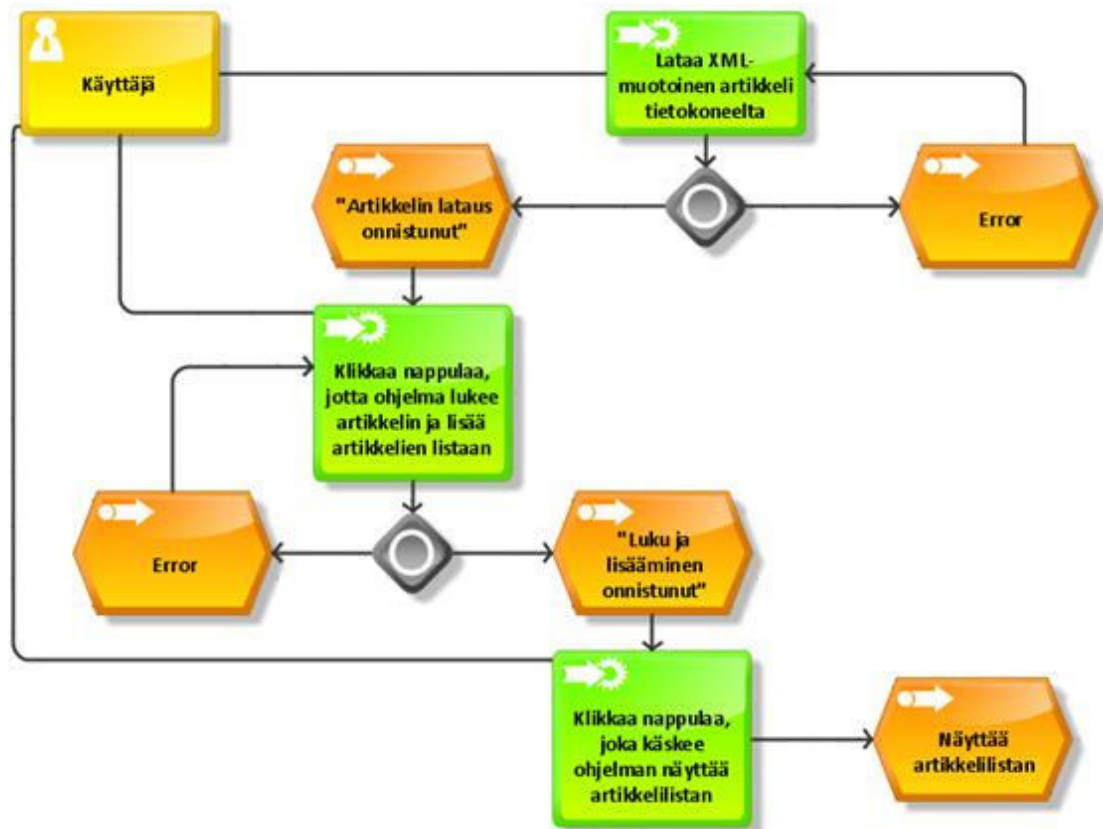 Käyttäjä
Lataa XML-
muotoinen artikkeli
tietokoneelta
"Artikkelin lataus
onnistunut"
Error
Klikkaa nappulaa,
jotta ohjelma lukee
artikkelin ja lisää
artikkelien listaan
Error
"Luku ja
lisääminen
onnistunut"
Klikkaa nappulaa,
joka käskee
ohjelman näyttää
artikkelilistan
Näyttää
artikkelilistan